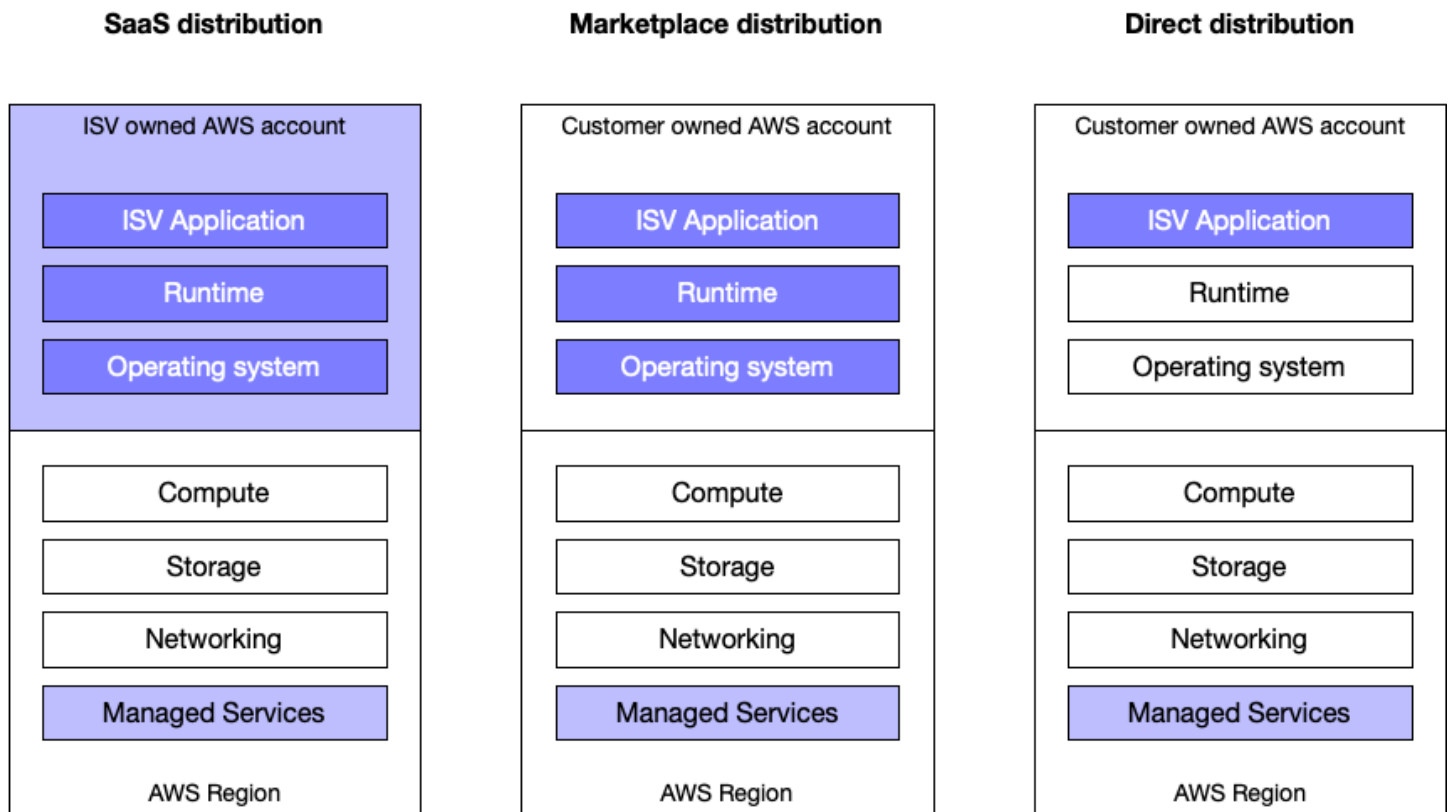 SaaS distribution
ISV owned AWS account
ISV Application
Runtime
Operating system
Compute
Storage
Networking
Managed Services
AWS Region
Marketplace distribution
Customer owned AWS account
ISV Application
Runtime
Operating system
Compute
Storage
Networking
Managed Services
AWS Region
Direct distribution
Customer owned AWS account
ISV Application
Runtime
Operating system
Compute
Storage
Networking
Managed Services
AWS Region